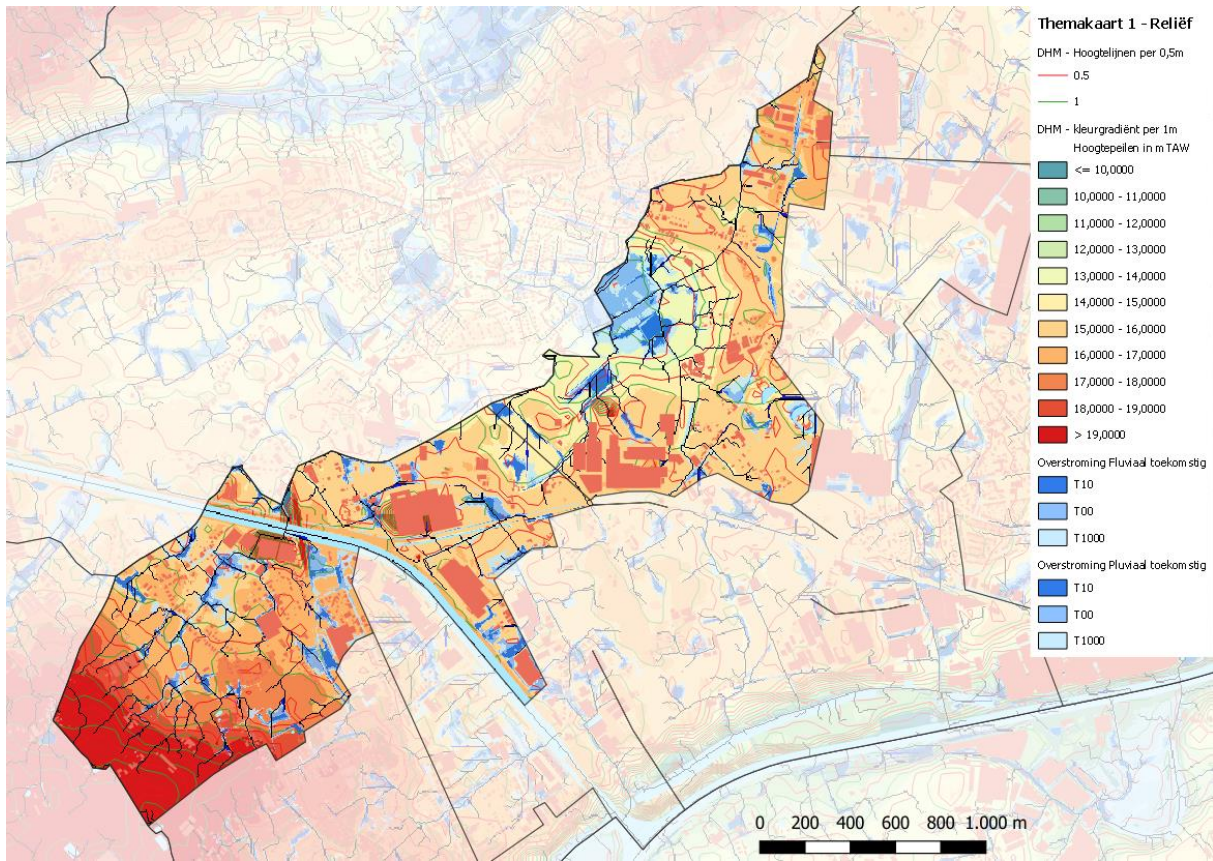 Themakaart 1 - Reliëf
DHM - Hoogtelijnen per 0,5m
0.5
1
DHM - kleurgradiënt per 1m
Hoogtepeilen in m TAW
<= 10,0000
10,0000 - 11,0000
11,0000 - 12,0000
12,0000 - 13,0000
13,0000 - 14,0000
14,0000 - 15,0000
15,0000 - 16,0000
16,0000 - 17,0000
17,0000 - 18,0000
18,0000 - 19,0000
> 19,0000
Overstroming Fluviaal toekomstig
T10
T00
T1000
Overstroming Pluviaal toekomstig
T10
T00
T1000
0 200 400 600 800 1.000 m